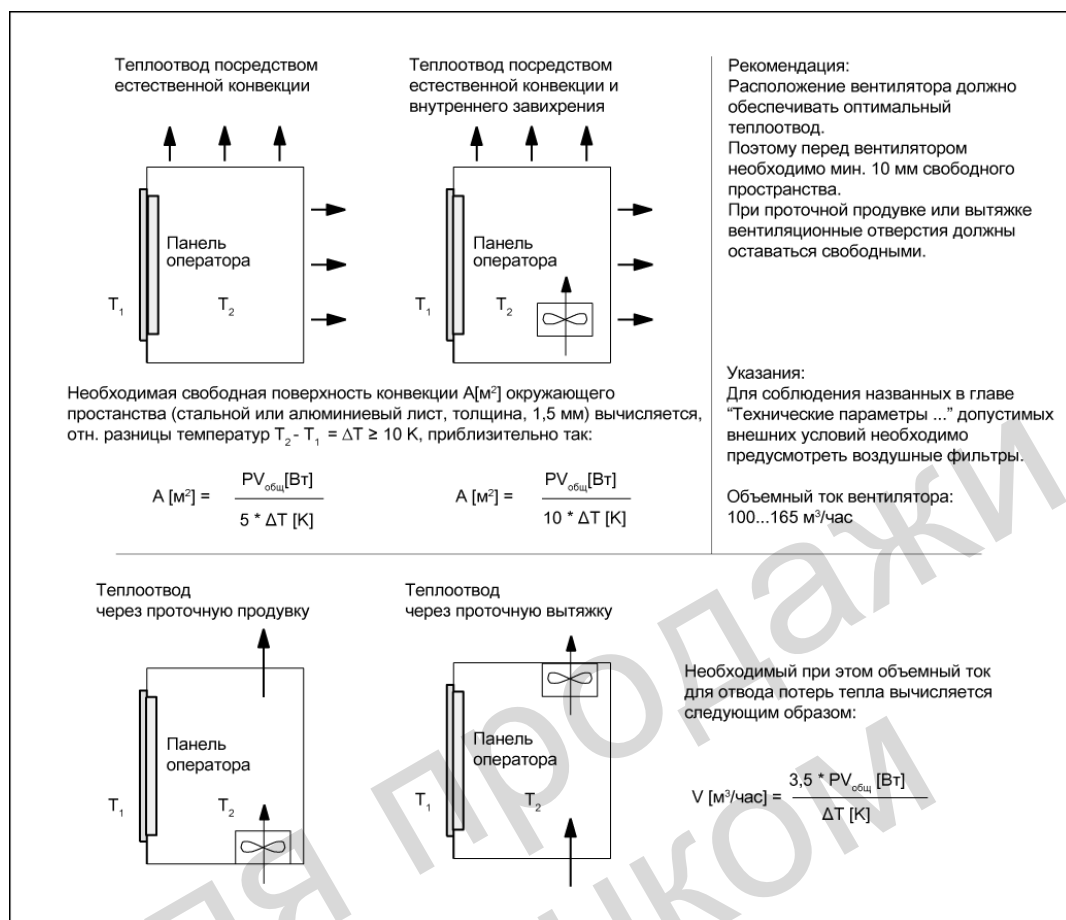 Теплоотвод посредством
естественной конвекции
Теплоотвод посредством
естественной конвекции и
внутреннего завихрения
Рекомендация:
Расположение вентилятора должно
обеспечивать оптимальный
теплоотвод.
Поэтому перед вентилятором
необходимо мин. 10 мм свободного
пространства.
При проточной продувке или вытяжке
вентиляционные отверстия должны
оставаться свободными.
Панель
оператора
T₁
T₂
Панель
оператора
T₁
T₂
Необходимая свободная поверхность конвекции A[м²] окружающего
простанства (стальной или алюминиевый лист, толщина, 1,5 мм) вычисляется,
отн. разницы температур T₂ - T₁ = ΔT ≥ 10 K, приблизительно так:
A [м²] = PVобщ[Вт]
5 * ΔT [K]
A [м²] = PVобщ[Вт]
10 * ΔT [K]
Указания:
Для соблюдения названных в главе
“Технические параметры ...” допустимых
внешних условий необходимо
предусмотреть воздушные фильтры.
Объемный ток вентилятора:
100...165 м³/час
Теплоотвод
через проточную продувку
Теплоотвод
через проточную вытяжку
Панель
оператора
T₁
T₂
Панель
оператора
T₁
T₂
Необходимый при этом объемный ток
для отвода потерь тепла вычисляется
следующим образом:
V [м³/час] = 3,5 * PVобщ [Вт]
ΔT [K]
продажи